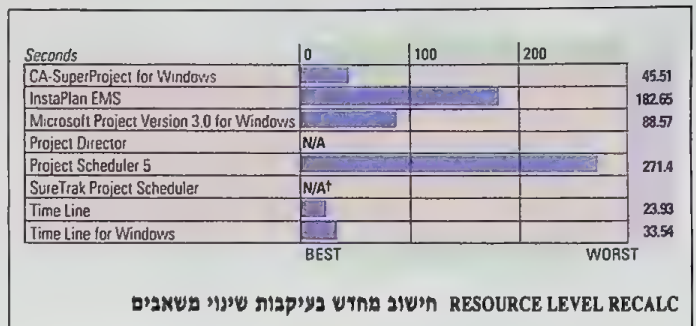 Seconds 0 100 200
CA-SuperProject for Windows 45.51
InstaPlan EMS 182.65
Microsoft Project Version 3.0 for Windows 88.57
Project Director N/A
Project Scheduler 5 271.4
SureTrak Project Scheduler N/A†
Time Line 23.93
Time Line for Windows 33.54
BEST WORST
RESOURCE LEVEL RECALC חישוב מחדש בעיקבות שינוי משאבים